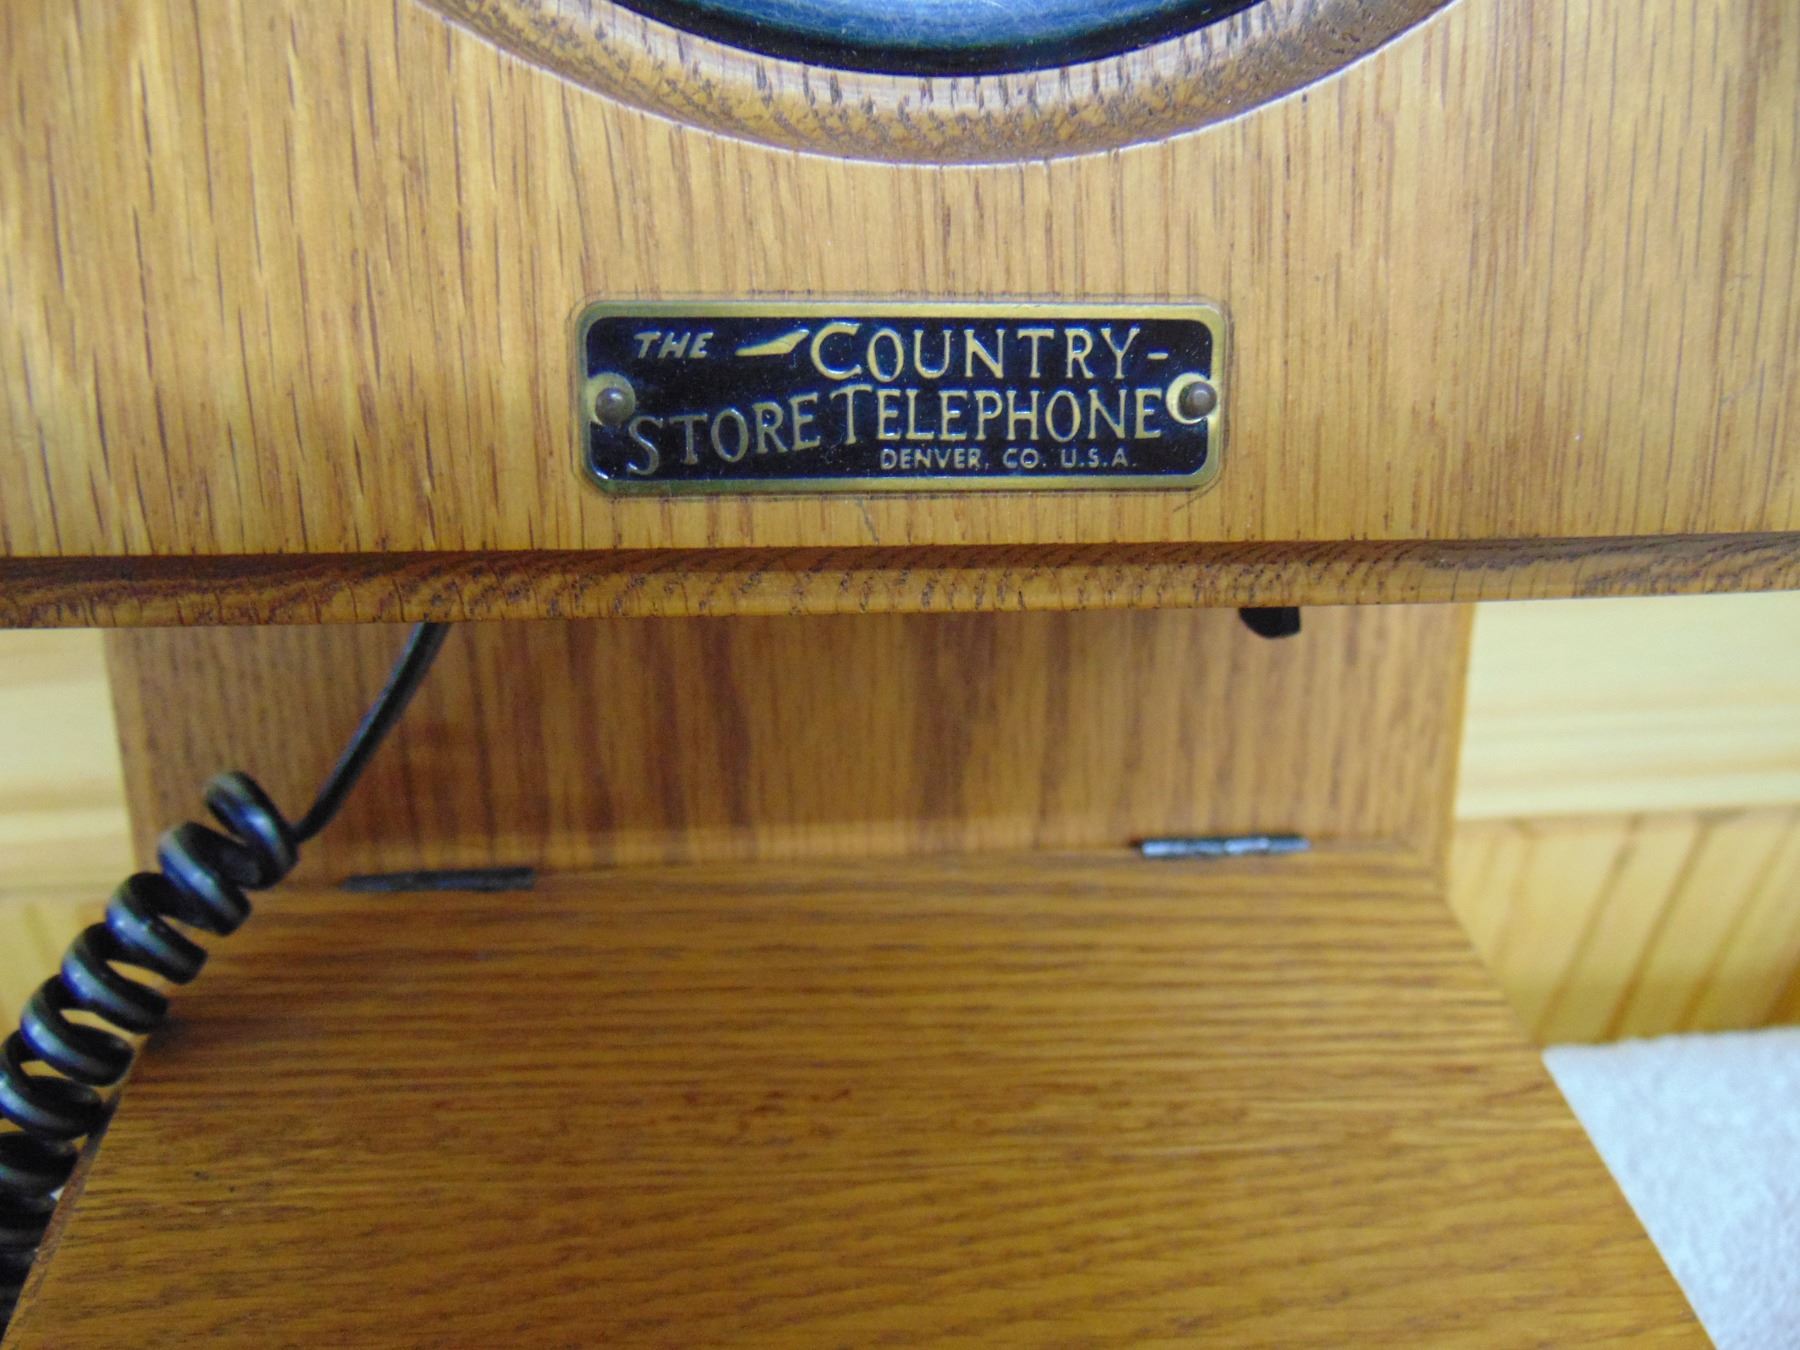 THE COUNTRY-
STORE TELEPHONE
DENVER, CO. U.S.A.